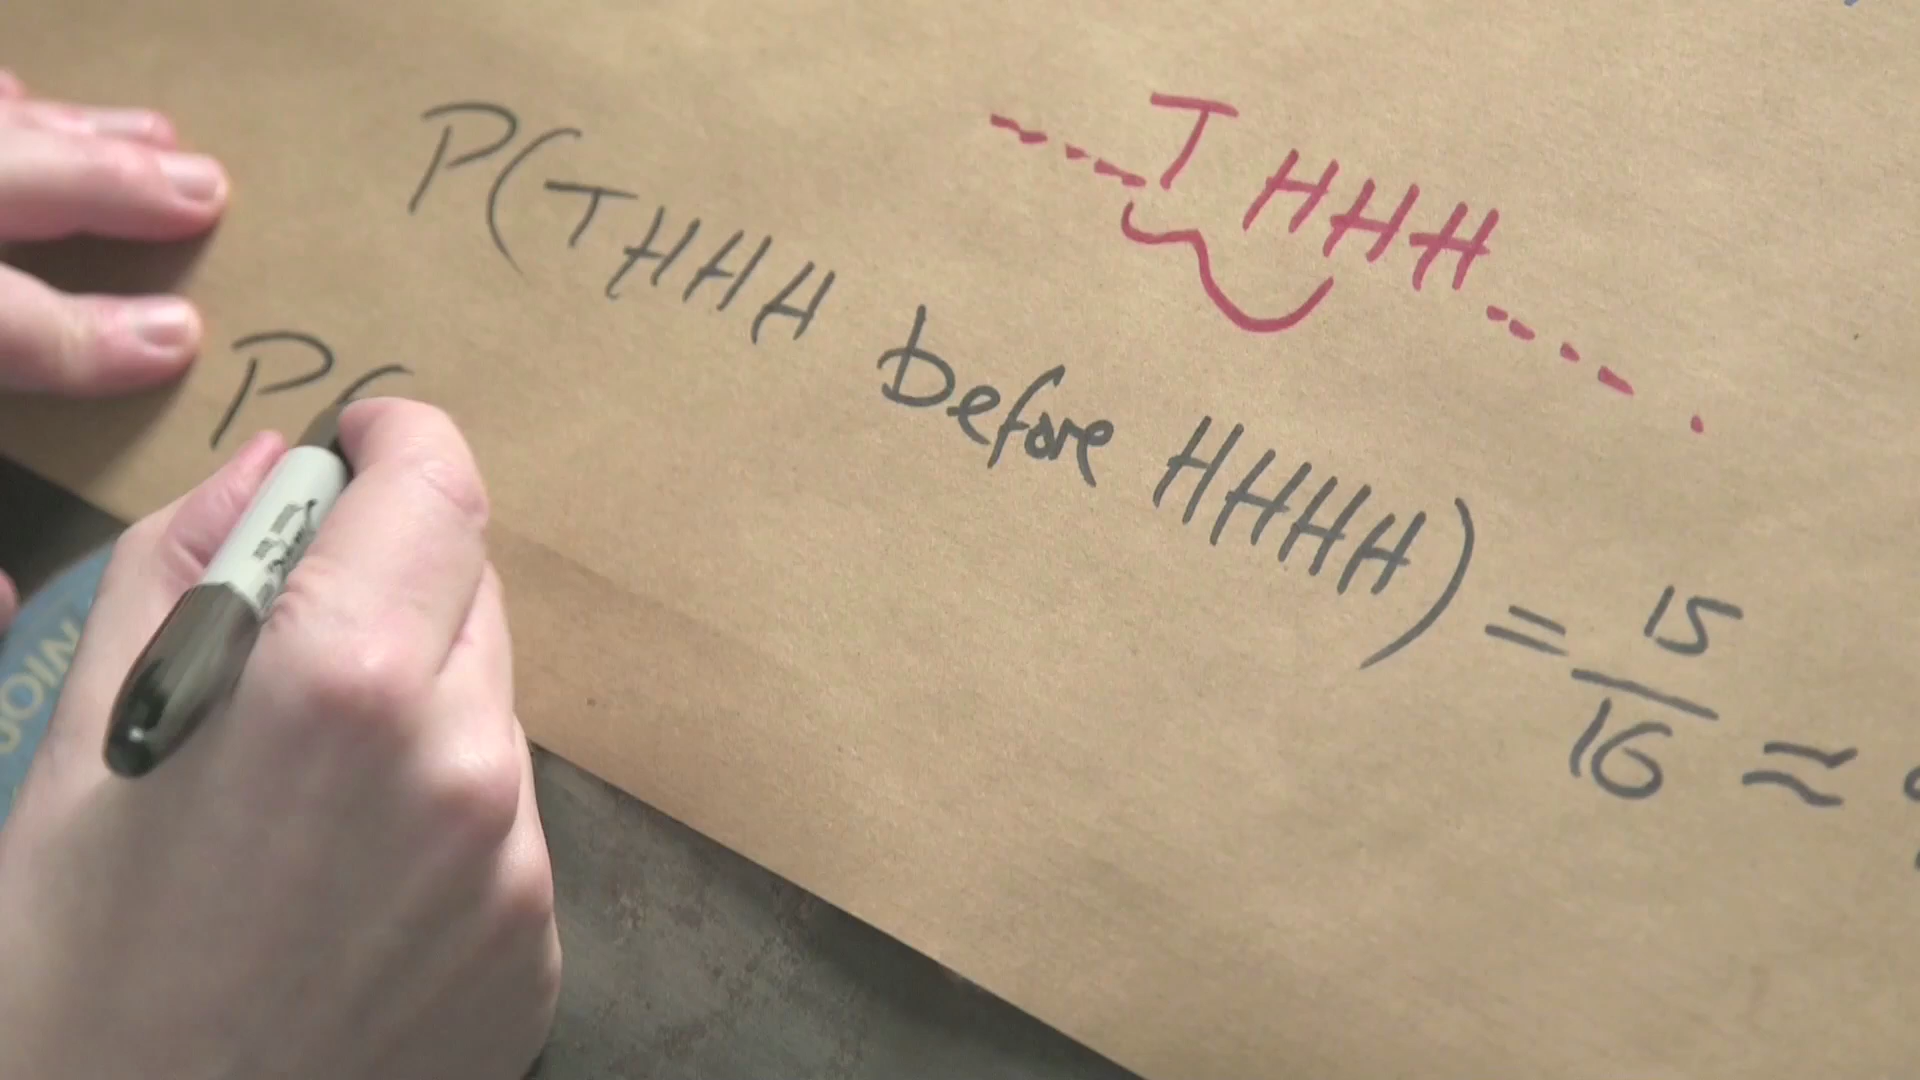 ---- T HHH -----.
P(THHH before HHHH) = 15/16 ≈
P(